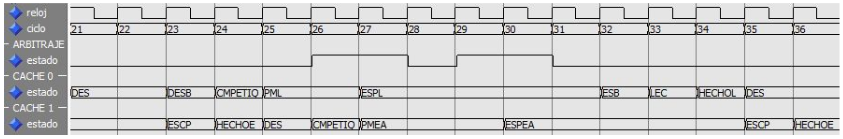 reloj
ciclo 21 22 23 24 25 26 27 28 29 30 31 32 33 34 35 36
ARBITRAJE
estado
CACHE 0
estado DES DESB CMPETIQ PML ESPL ESB LEC HECHOL DES
CACHE 1
estado ESCP HECHOE DES CMPETIQ PMEA ESPEA ESCP HECHOE